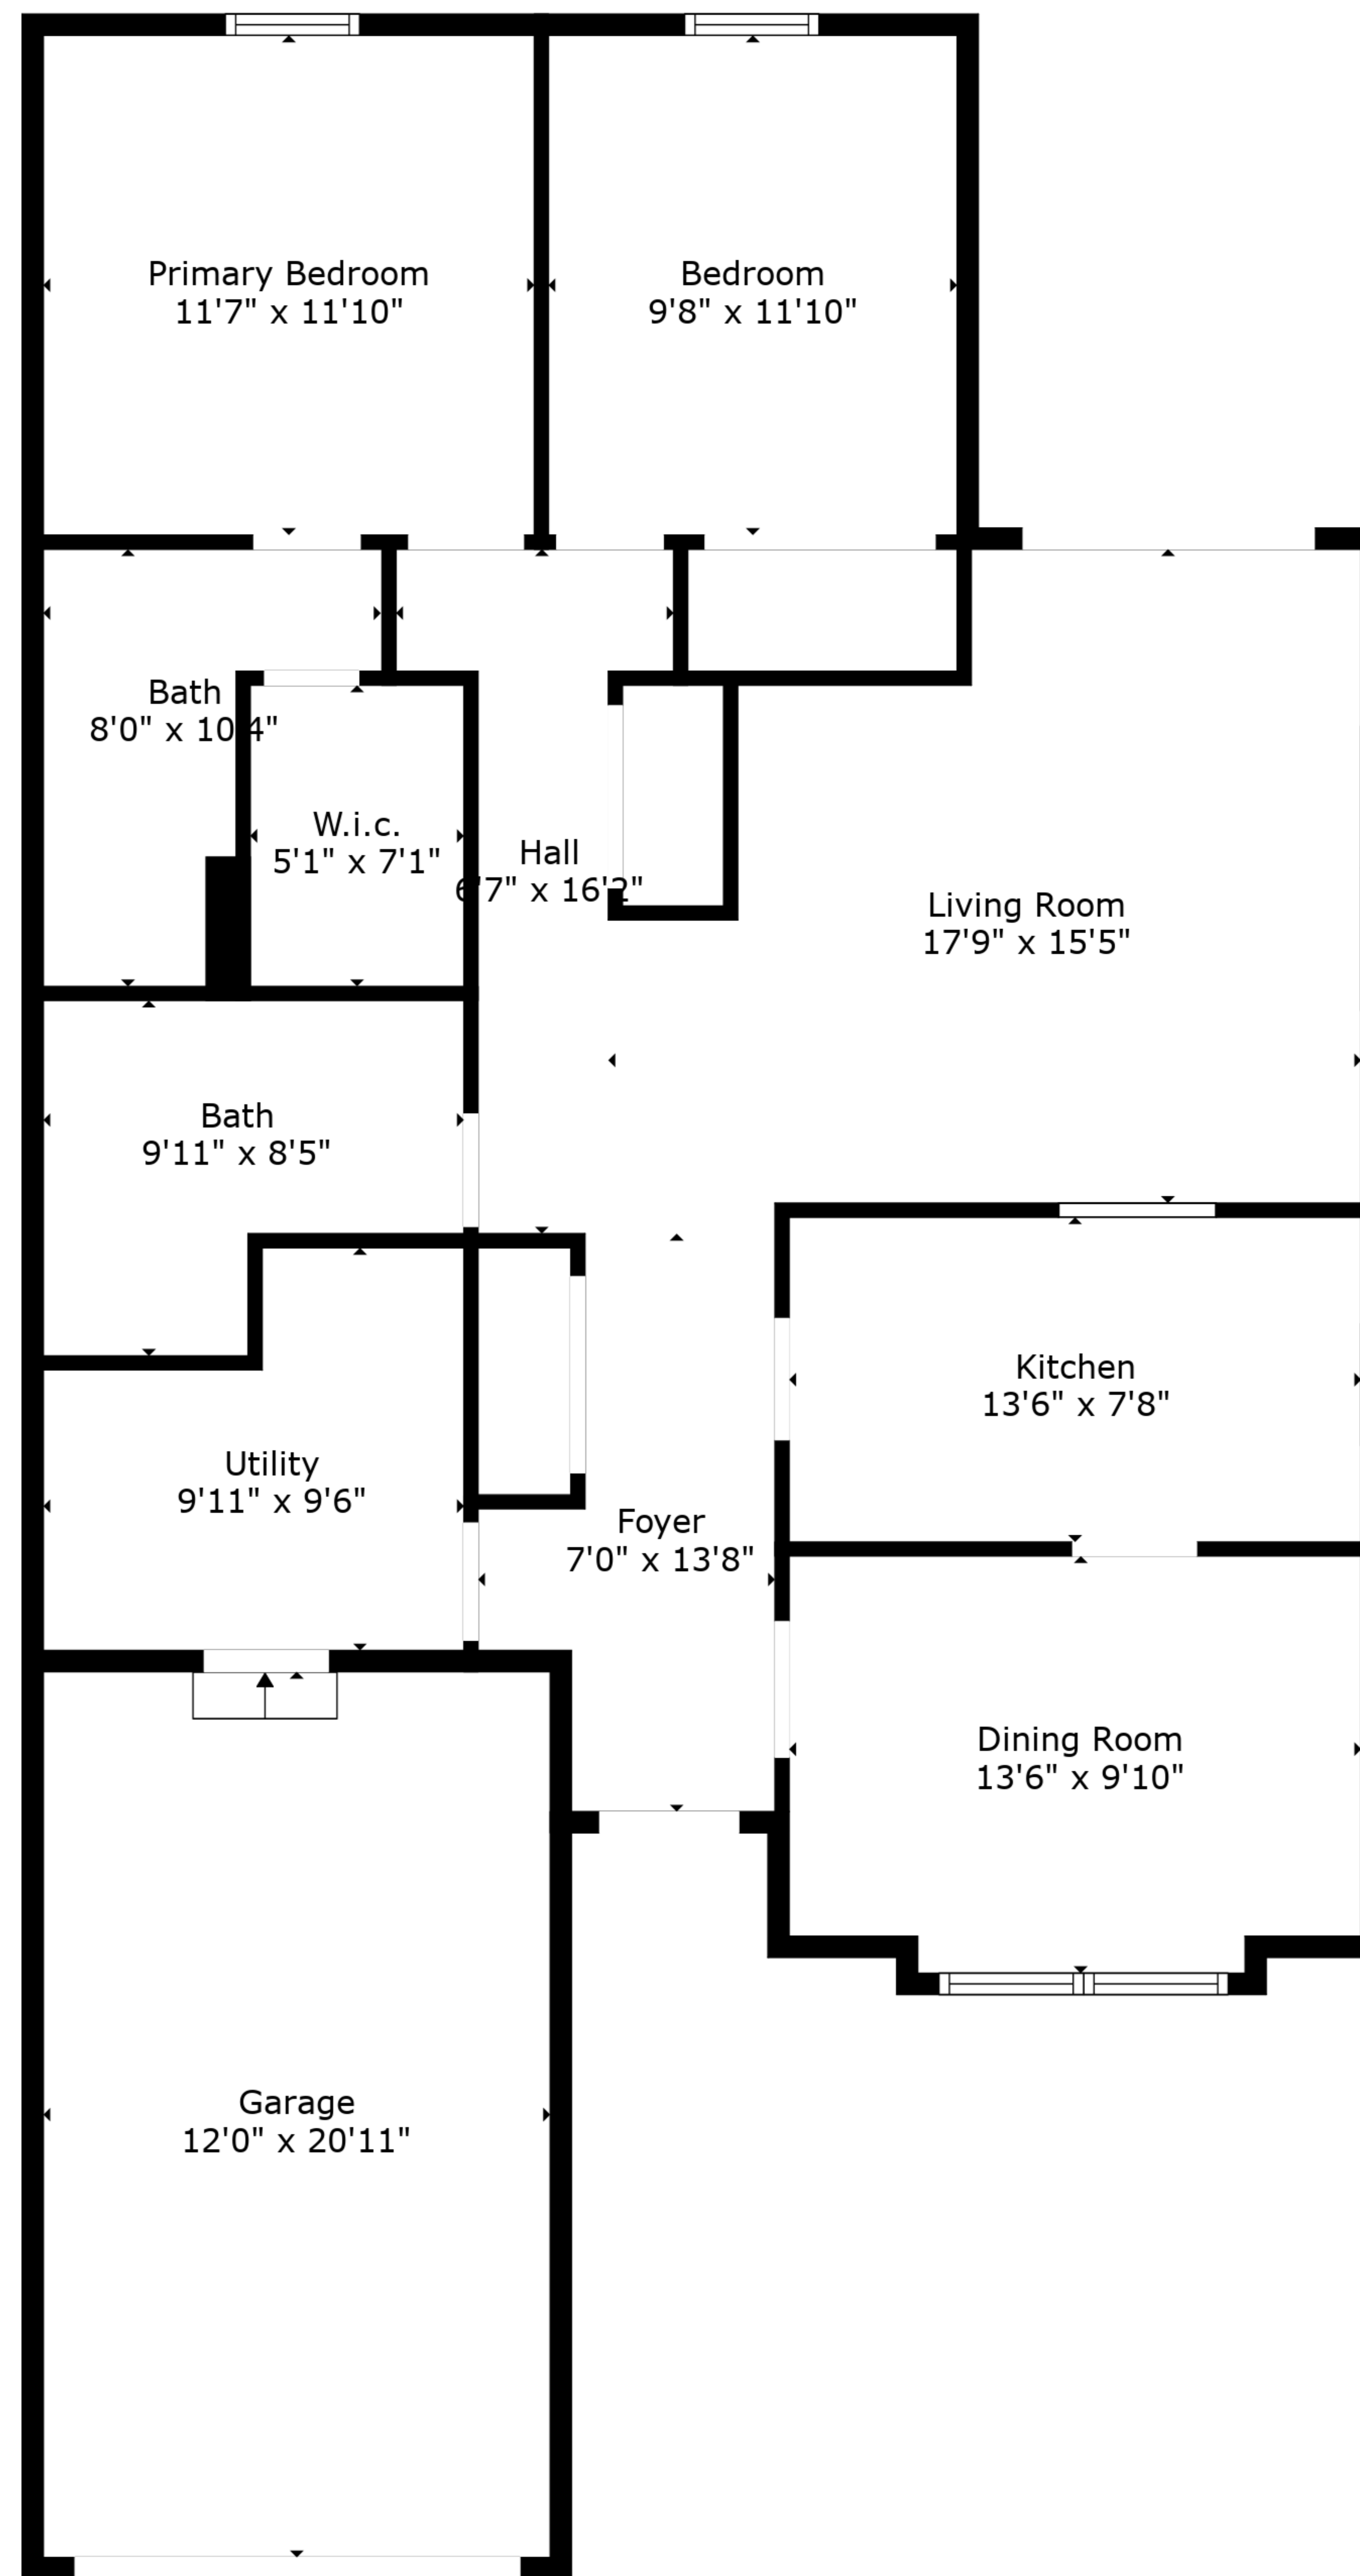 Primary Bedroom
11'7" x 11'10"
Bedroom
9'8" x 11'10"
Bath
8'0" x 10'4"
W.i.c.
5'1" x 7'1"
Hall
6'7" x 16'2"
Living Room
17'9" x 15'5"
Bath
9'11" x 8'5"
Kitchen
13'6" x 7'8"
Utility
9'11" x 9'6"
Foyer
7'0" x 13'8"
Dining Room
13'6" x 9'10"
Garage
12'0" x 20'11"